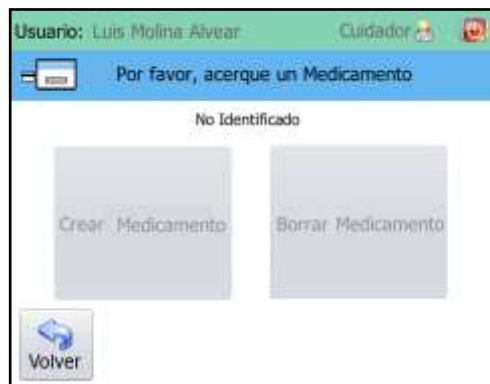 Usuario: Luis Molina Alvear Cuidador
Por favor, acerque un Medicamento
No Identificado
Crear Medicamento
Borrar Medicamento
Volver